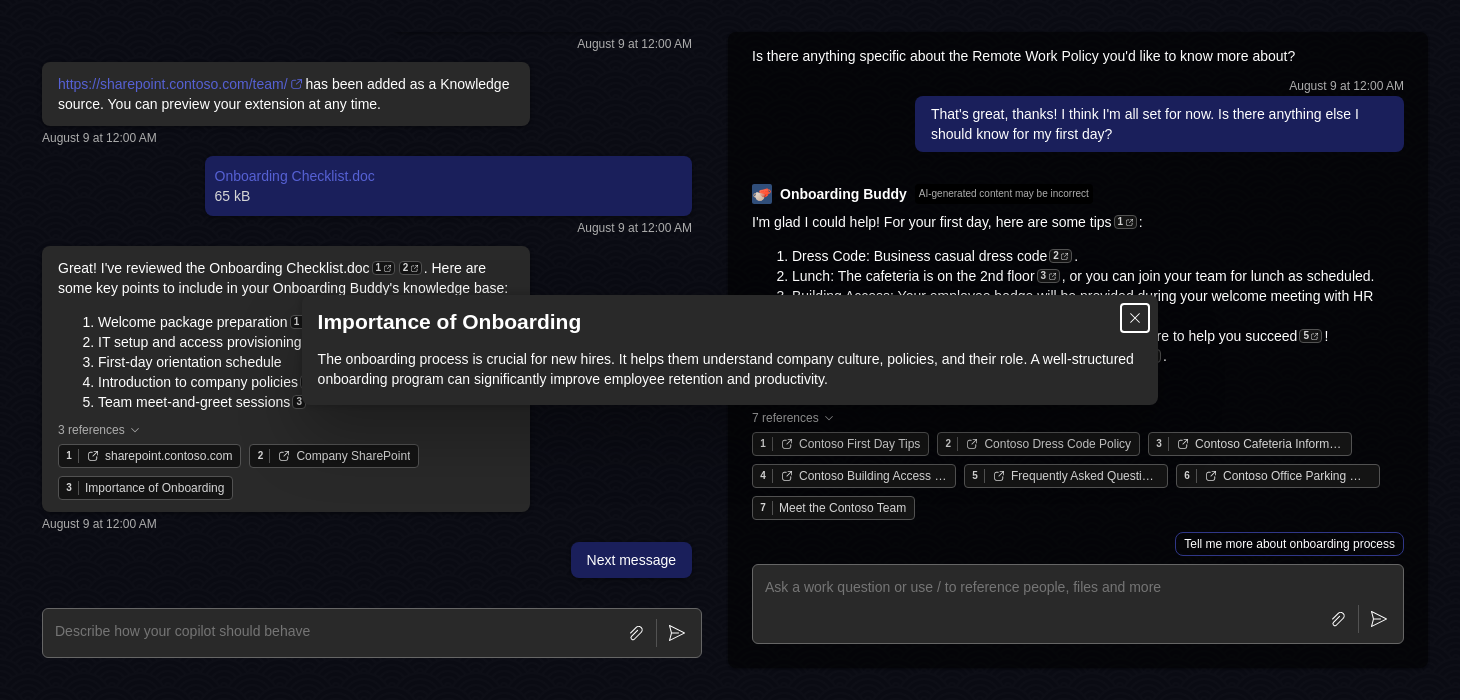 August 9 at 12:00 AM
https://sharepoint.contoso.com/team/ has been added as a Knowledge
source. You can preview your extension at any time.
August 9 at 12:00 AM
Onboarding Checklist.doc
65 kB
August 9 at 12:00 AM
Great! I've reviewed the Onboarding Checklist.doc 1 2 . Here are
some key points to include in your Onboarding Buddy's knowledge base:
1. Welcome package preparation 1
2. IT setup and access provisioning
3. First-day orientation schedule
4. Introduction to company policies
5. Team meet-and-greet sessions 3
3 references
1 sharepoint.contoso.com
2 Company SharePoint
3 Importance of Onboarding
August 9 at 12:00 AM
Next message
Describe how your copilot should behave
Importance of Onboarding
The onboarding process is crucial for new hires. It helps them understand company culture, policies, and their role. A well-structured
onboarding program can significantly improve employee retention and productivity.
Is there anything specific about the Remote Work Policy you'd like to know more about?
August 9 at 12:00 AM
That's great, thanks! I think I'm all set for now. Is there anything else I
should know for my first day?
Onboarding Buddy AI-generated content may be incorrect
I'm glad I could help! For your first day, here are some tips 1 :
1. Dress Code: Business casual dress code 2 .
2. Lunch: The cafeteria is on the 2nd floor 3 , or you can join your team for lunch as scheduled.
3. Building Access: Your employee badge will be provided during your welcome meeting with HR
re to help you succeed 5 !
.
7 references
1 Contoso First Day Tips
2 Contoso Dress Code Policy
3 Contoso Cafeteria Inform…
4 Contoso Building Access …
5 Frequently Asked Questi…
6 Contoso Office Parking …
7 Meet the Contoso Team
Tell me more about onboarding process
Ask a work question or use / to reference people, files and more